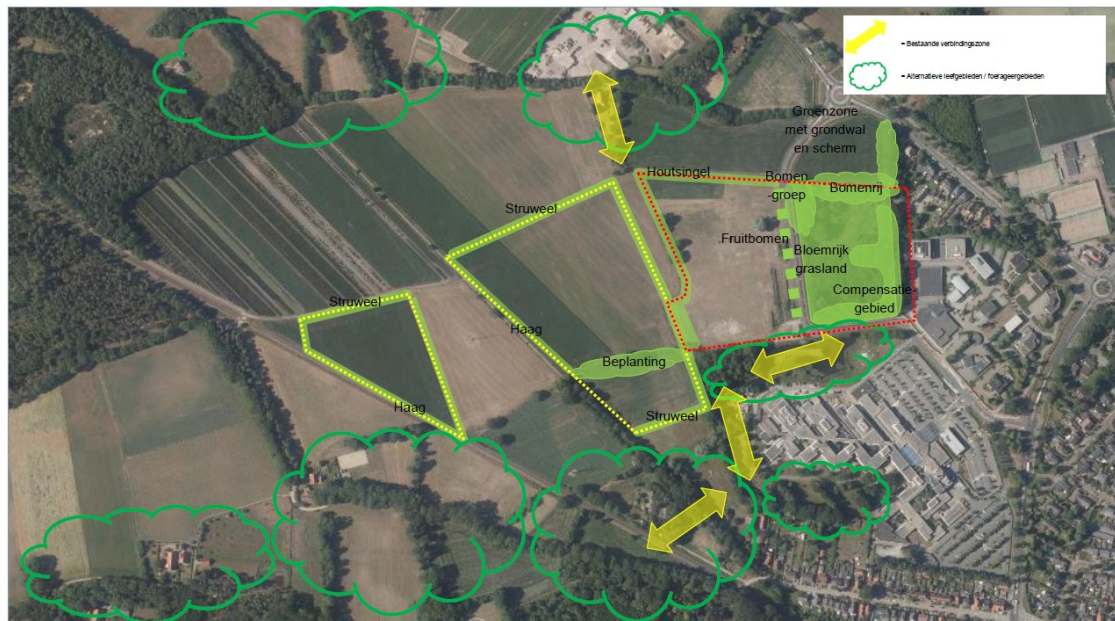 = Bestaande verbindingszone
= Alternatieve leefgebieden / foerageergebieden
Groenzone
met grondwal
en scherm
Houtsingel
Bomen
-groep
Bomenrij
Struweel
Fruitbomen
Bloemrijk
grasland
Compensatie-
gebied
Struweel
Haag
Beplanting
Haag
Struweel